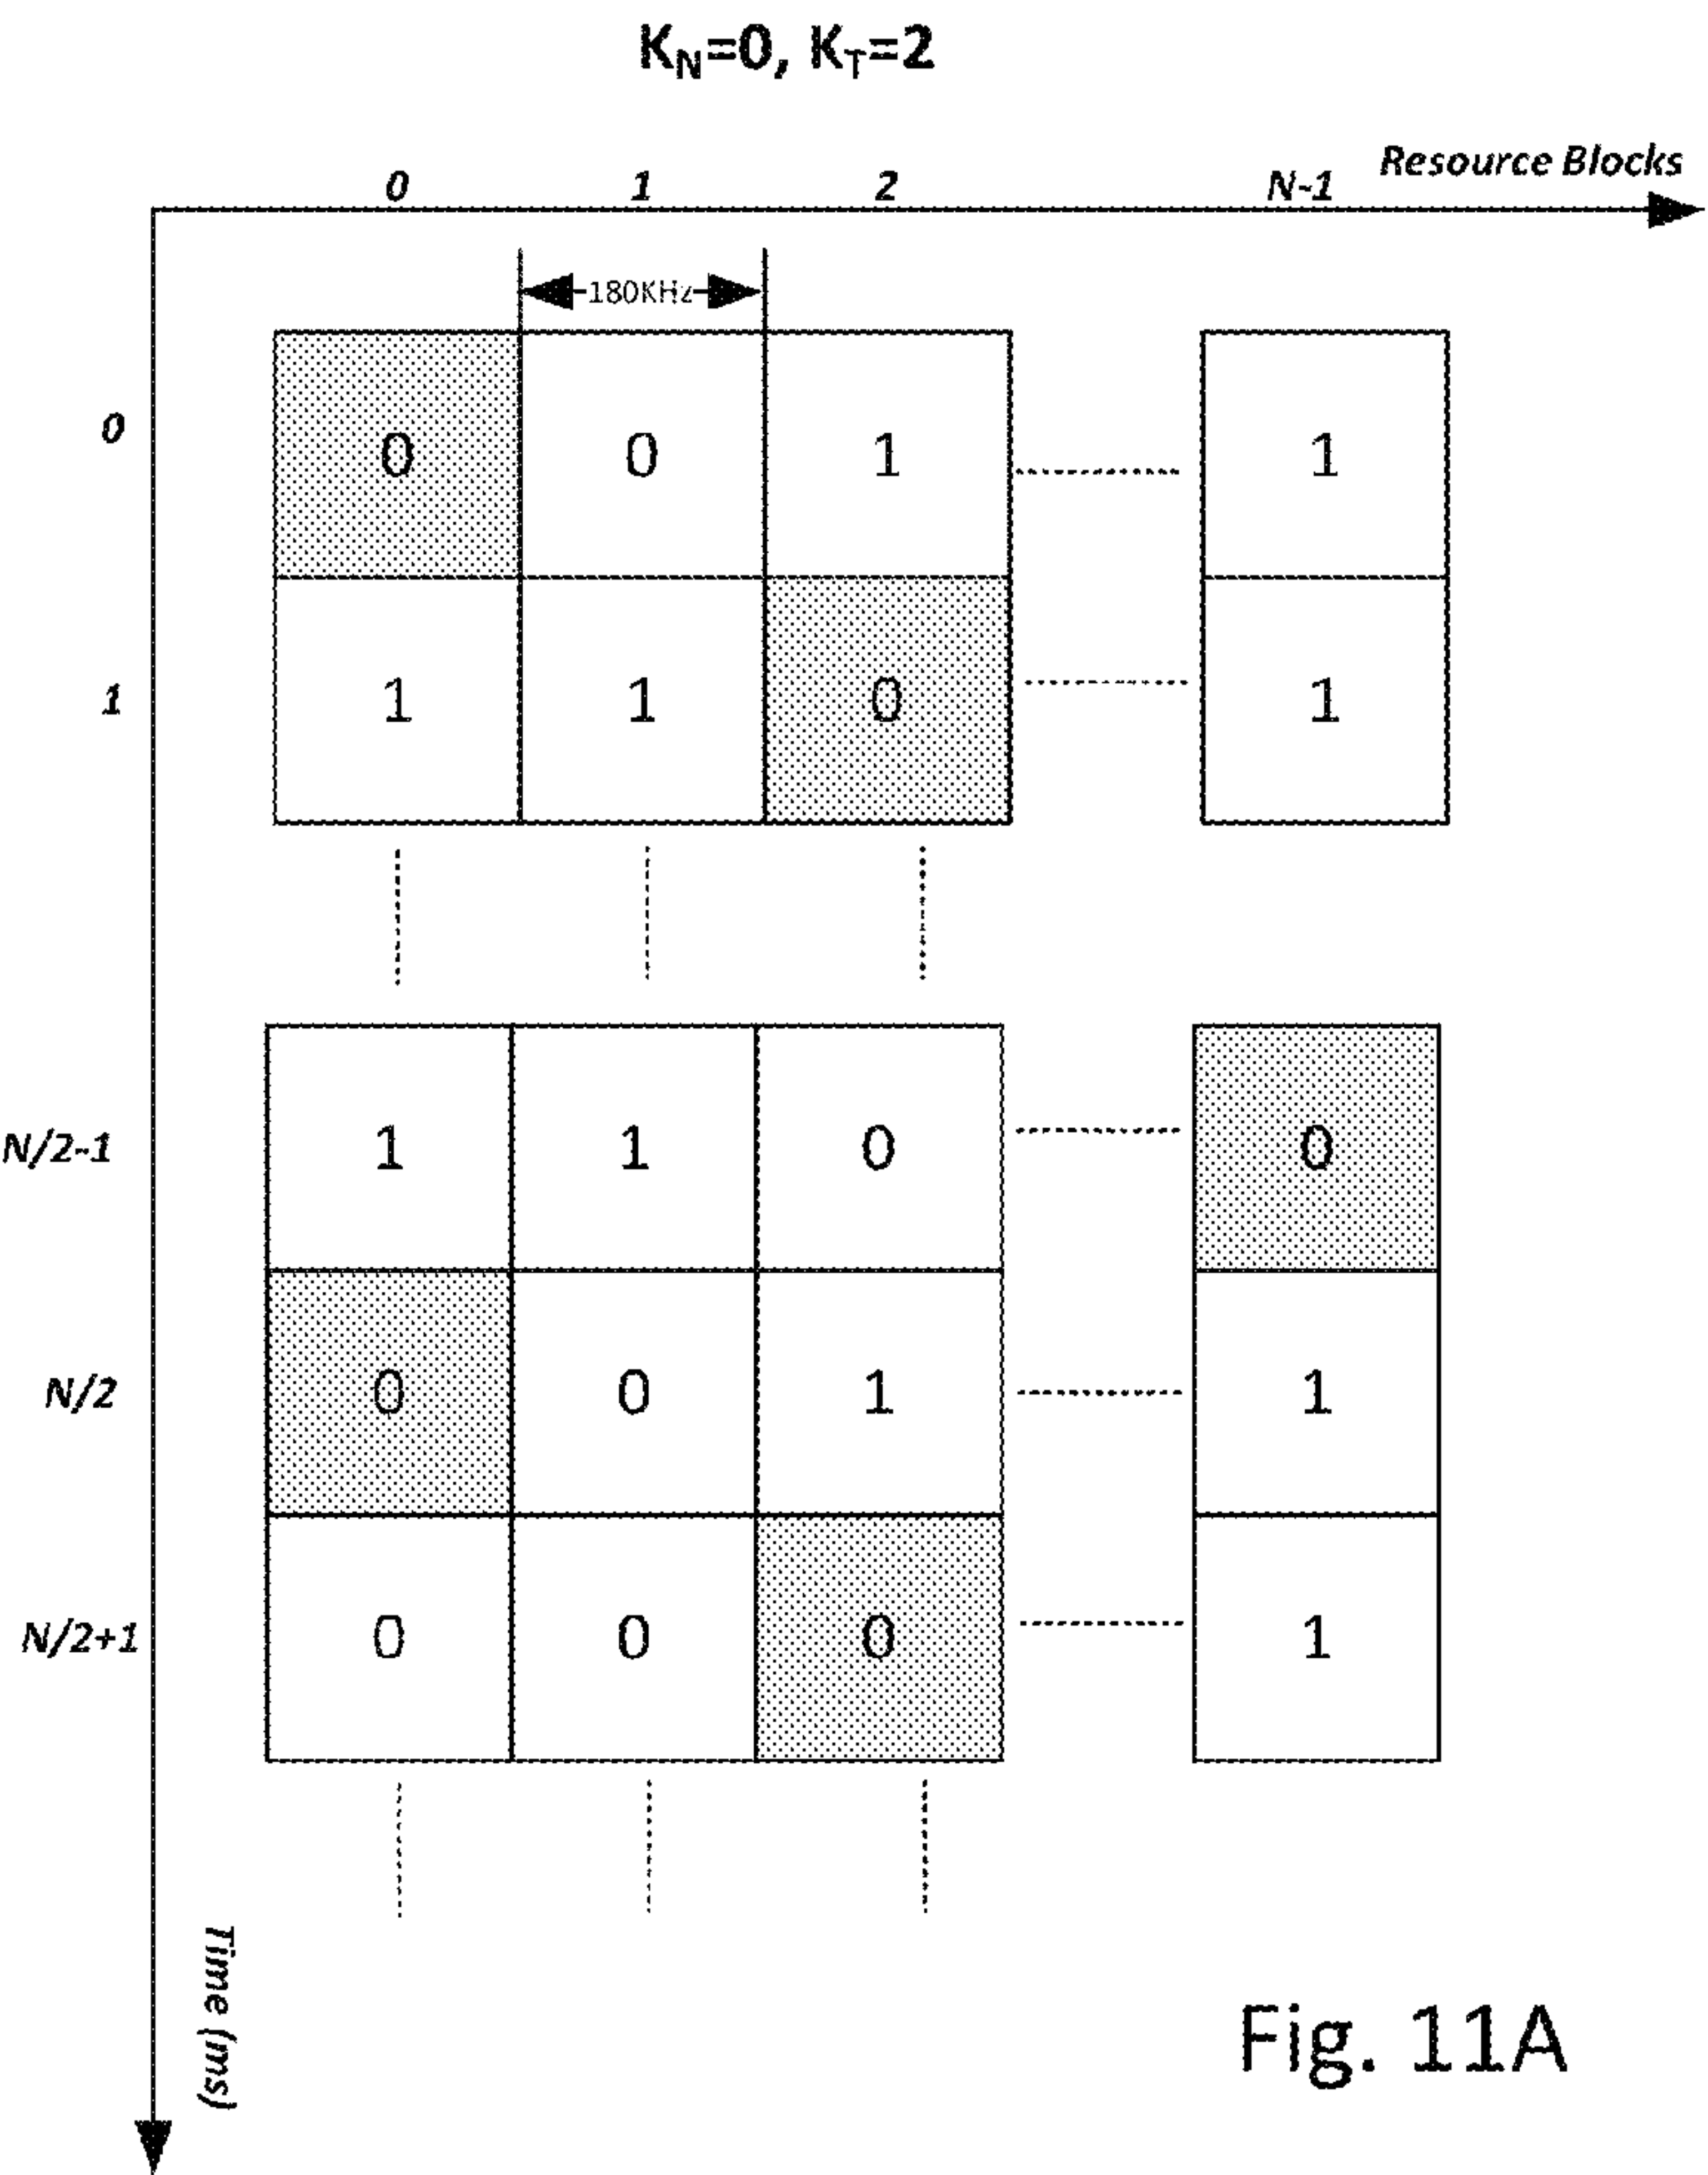 K_N=0, K_T=2
Resource Blocks
0 1 2 N-1
180KHz
0 0 0 1 1
1 1 1 0 1
N/2-1 1 1 0 0
N/2 0 0 1 1
N/2+1 0 0 0 1
Time (ms)
Fig. 11A